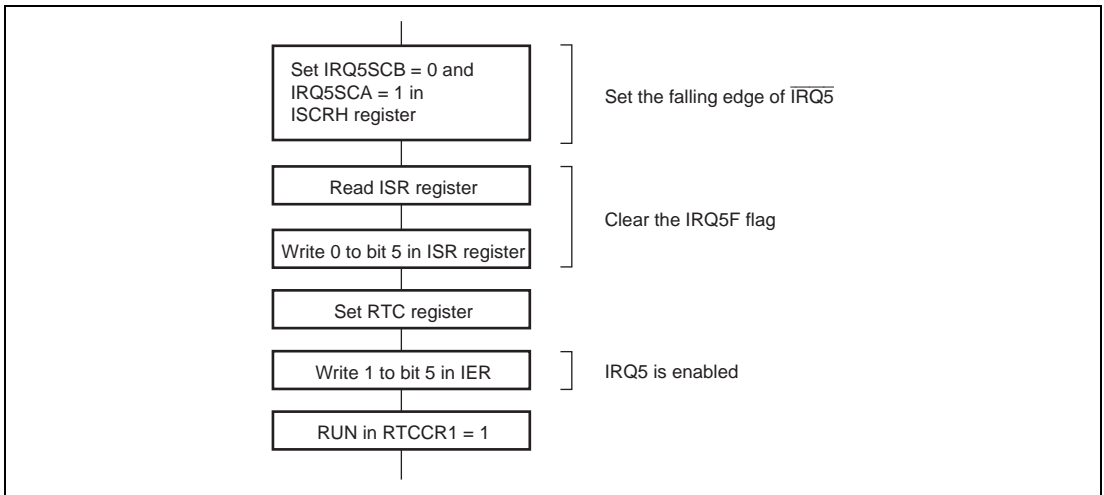 Set IRQ5SCB = 0 and
IRQ5SCA = 1 in
ISCRH register
Set the falling edge of I̅R̅Q̅5̅
Read ISR register
Clear the IRQ5F flag
Write 0 to bit 5 in ISR register
Set RTC register
Write 1 to bit 5 in IER
IRQ5 is enabled
RUN in RTCCR1 = 1